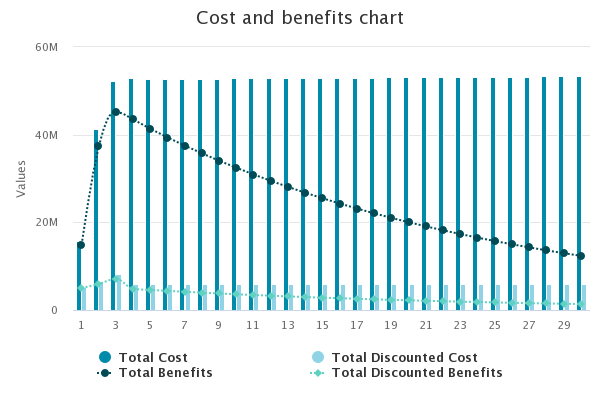 Cost and benefits chart
60M
40M
20M
0
Values
1 3 5 7 9 11 13 15 17 19 21 23 25 27 29
Total Cost
Total Discounted Cost
Total Benefits
Total Discounted Benefits